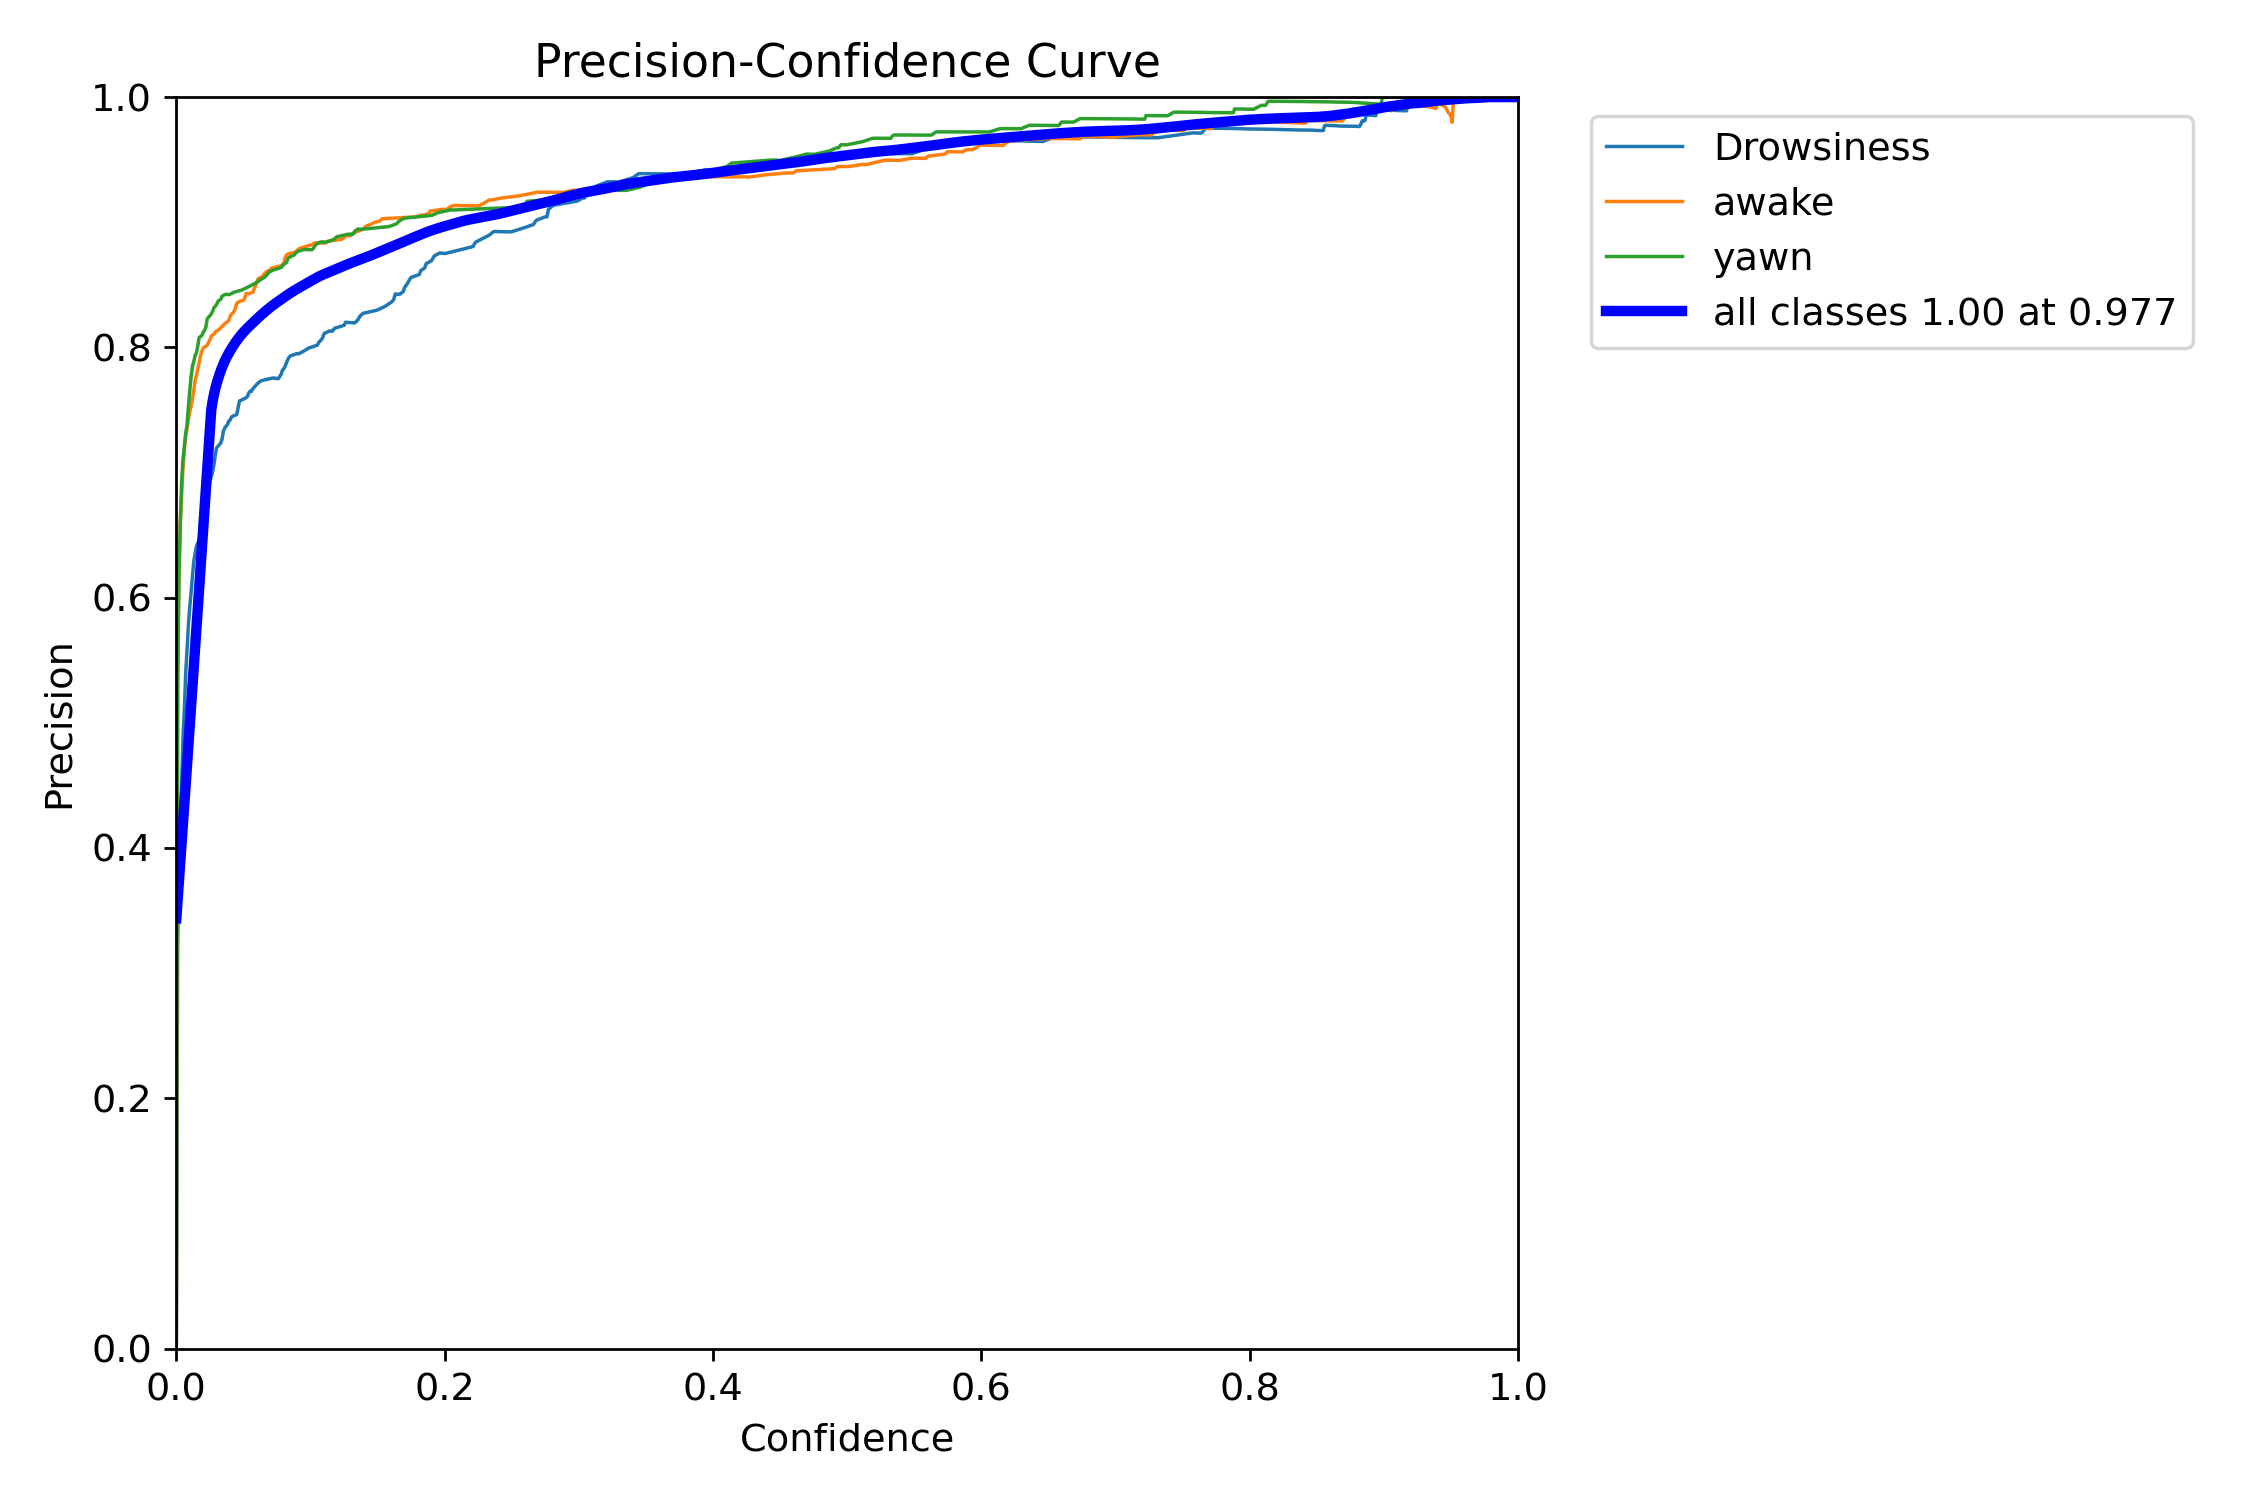 Precision-Confidence Curve
1.0
0.8
0.6
0.4
0.2
0.0
Precision
0.0 0.2 0.4 0.6 0.8 1.0
Confidence
Drowsiness
awake
yawn
all classes 1.00 at 0.977